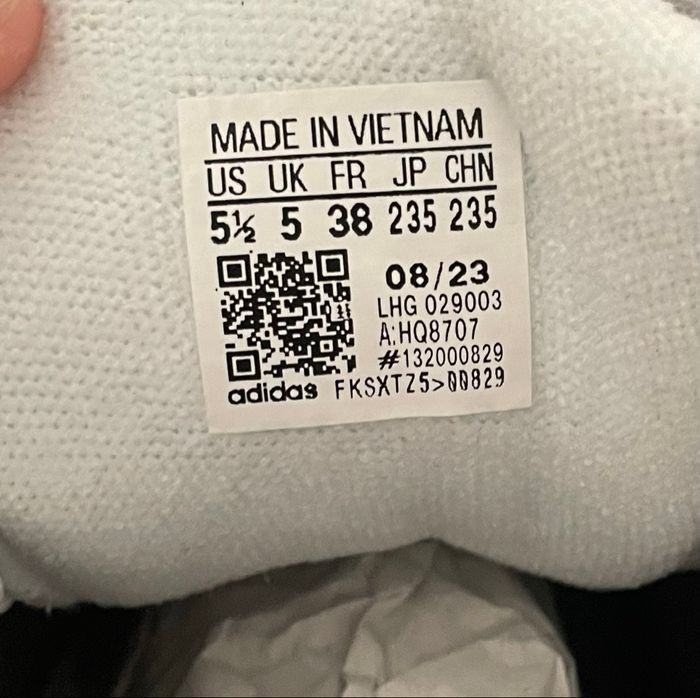 MADE IN VIETNAM
US UK FR JP CHN
5½ 5 38 235 235
08/23
LHG 029003
A:HQ8707
#132000829
adidas FKSXTZ5>00829